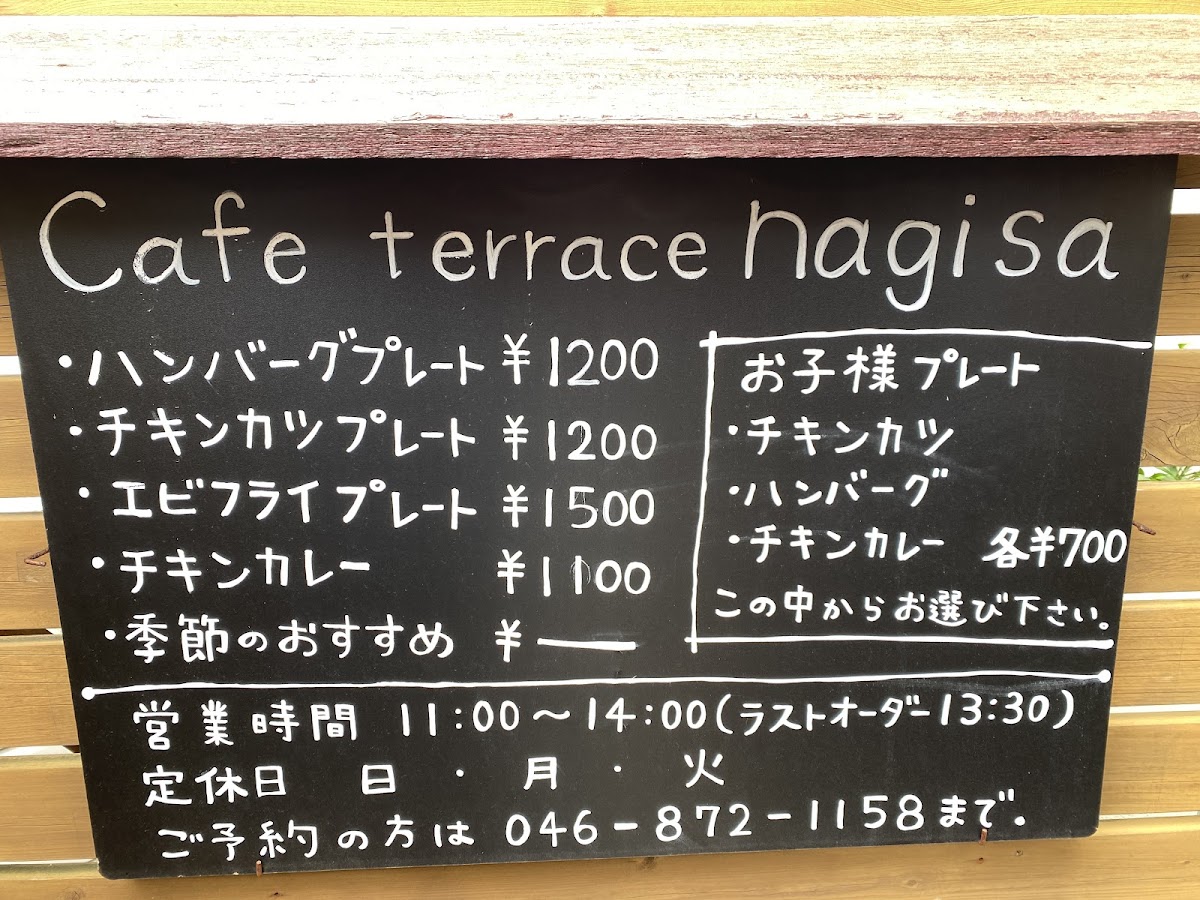 Cafe terrace nagisa
・ハンバーグプレート ¥1200
・チキンカツプレート ¥1200
・エビフライプレート ¥1500
・チキンカレー ¥1100
・季節のおすすめ ¥ー
お子様プレート
・チキンカツ
・ハンバーグ
・チキンカレー 各¥700
この中からお選び下さい。
営業時間 11:00〜14:00(ラストオーダー13:30)
定休日 日・月・火
ご予約の方は 046-872-1158まで。